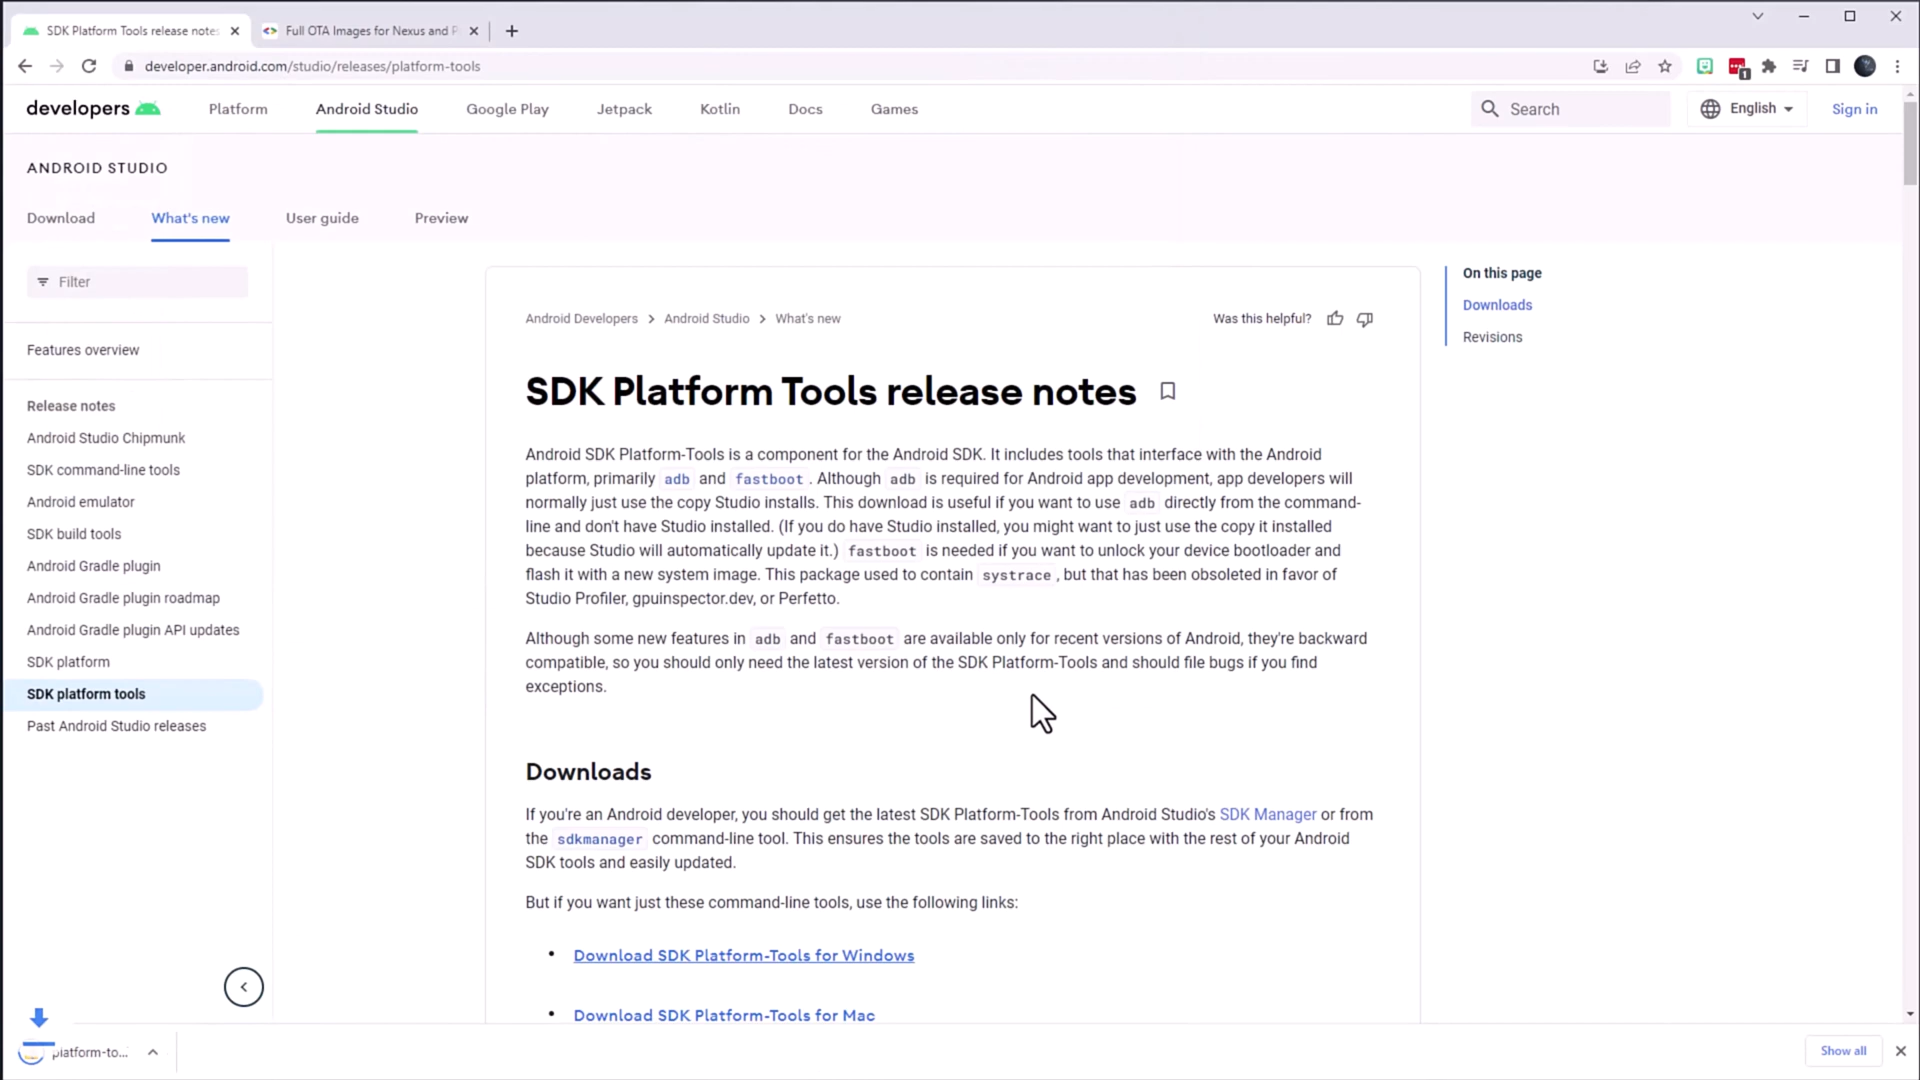 SDK Platform Tools release notes
Full OTA Images for Nexus and P
developer.android.com/studio/releases/platform-tools
1
developers
Platform
Android Studio
Google Play
Jetpack
Kotlin
Docs
Games
Search
English
Sign in
ANDROID STUDIO
Download
What's new
User guide
Preview
Filter
Features overview
Release notes
Android Studio Chipmunk
SDK command-line tools
Android emulator
SDK build tools
Android Gradle plugin
Android Gradle plugin roadmap
Android Gradle plugin API updates
SDK platform
SDK platform tools
Past Android Studio releases
Android Developers > Android Studio > What's new
Was this helpful?
SDK Platform Tools release notes
Android SDK Platform-Tools is a component for the Android SDK. It includes tools that interface with the Android
platform, primarily adb and fastboot. Although adb is required for Android app development, app developers will
normally just use the copy Studio installs. This download is useful if you want to use adb directly from the command-
line and don't have Studio installed. (If you do have Studio installed, you might want to just use the copy it installed
because Studio will automatically update it.) fastboot is needed if you want to unlock your device bootloader and
flash it with a new system image. This package used to contain systrace, but that has been obsoleted in favor of
Studio Profiler, gpuinspector.dev, or Perfetto.
Although some new features in adb and fastboot are available only for recent versions of Android, they're backward
compatible, so you should only need the latest version of the SDK Platform-Tools and should file bugs if you find
exceptions.
Downloads
If you're an Android developer, you should get the latest SDK Platform-Tools from Android Studio's SDK Manager or from
the sdkmanager command-line tool. This ensures the tools are saved to the right place with the rest of your Android
SDK tools and easily updated.
But if you want just these command-line tools, use the following links:
• Download SDK Platform-Tools for Windows
• Download SDK Platform-Tools for Mac
On this page
Downloads
Revisions
platform-to...
Show all